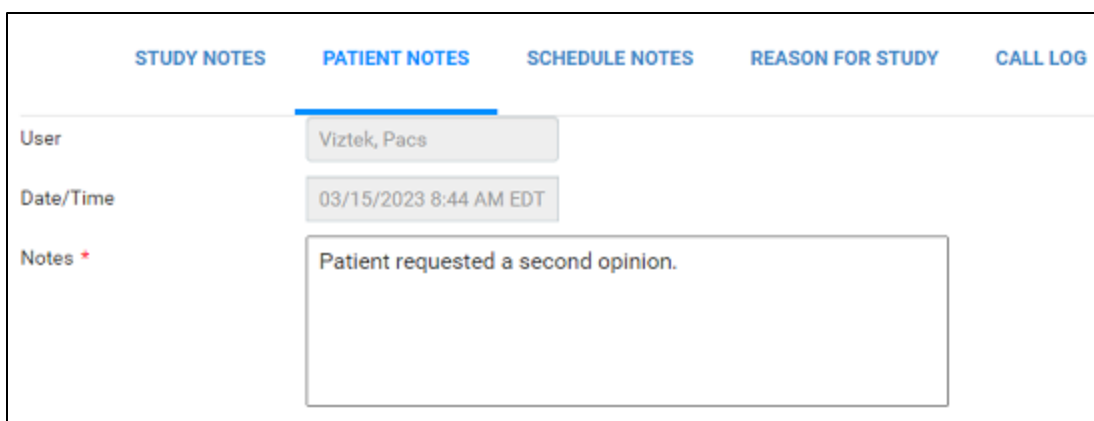 STUDY NOTES PATIENT NOTES SCHEDULE NOTES REASON FOR STUDY CALL LOG
User Viztek, Pacs
Date/Time 03/15/2023 8:44 AM EDT
Notes * Patient requested a second opinion.